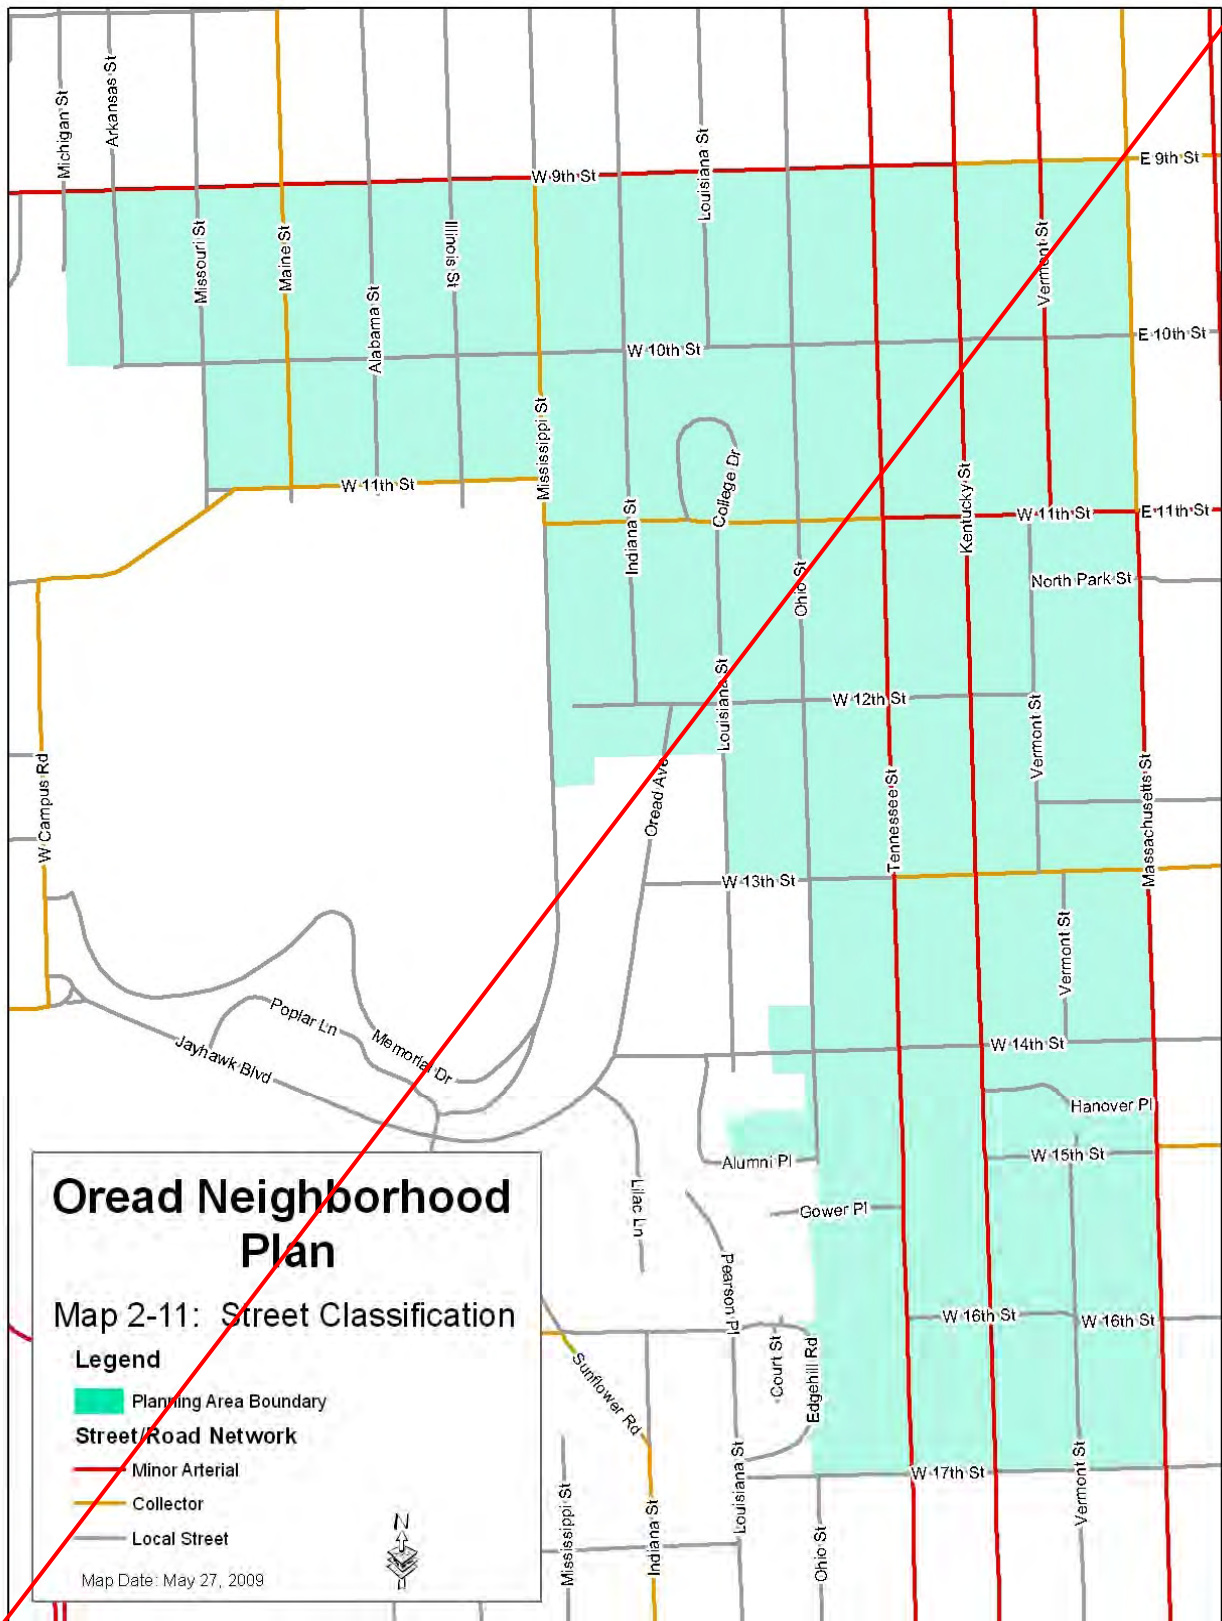 Michigan St
Arkansas St
Louisiana St
W 9th St
E 9th St
Missouri St
Maine St
Illinois St
Vermont St
Alabama St
W 10th St
E 10th St
Mississippi St
College Dr
Kentucky St
W 11th St
W 11th St
E 11th St
Indiana St
Ohio St
North Park St
Louisiana St
W 12th St
Vermont St
W Campus Rd
Oread Ave
Tennessee St
Massachusetts St
W 13th St
Vermont St
Poplar Ln
Memorial Dr
Jayhawk Blvd
W 14th St
Hanover Pl
W 15th St
Alumni Pl
Lilac Ln
Gower Pl
Pearson Pl
W 16th St
W 16th St
Court St
Edgehill Rd
Sunflower Rd
Louisiana St
W 17th St
Vermont St
Mississippi St
Indiana St
Ohio St
Oread Neighborhood
Plan
Map 2-11: Street Classification
Legend
Planning Area Boundary
Street/Road Network
Minor Arterial
Collector
Local Street
N
Map Date: May 27, 2009